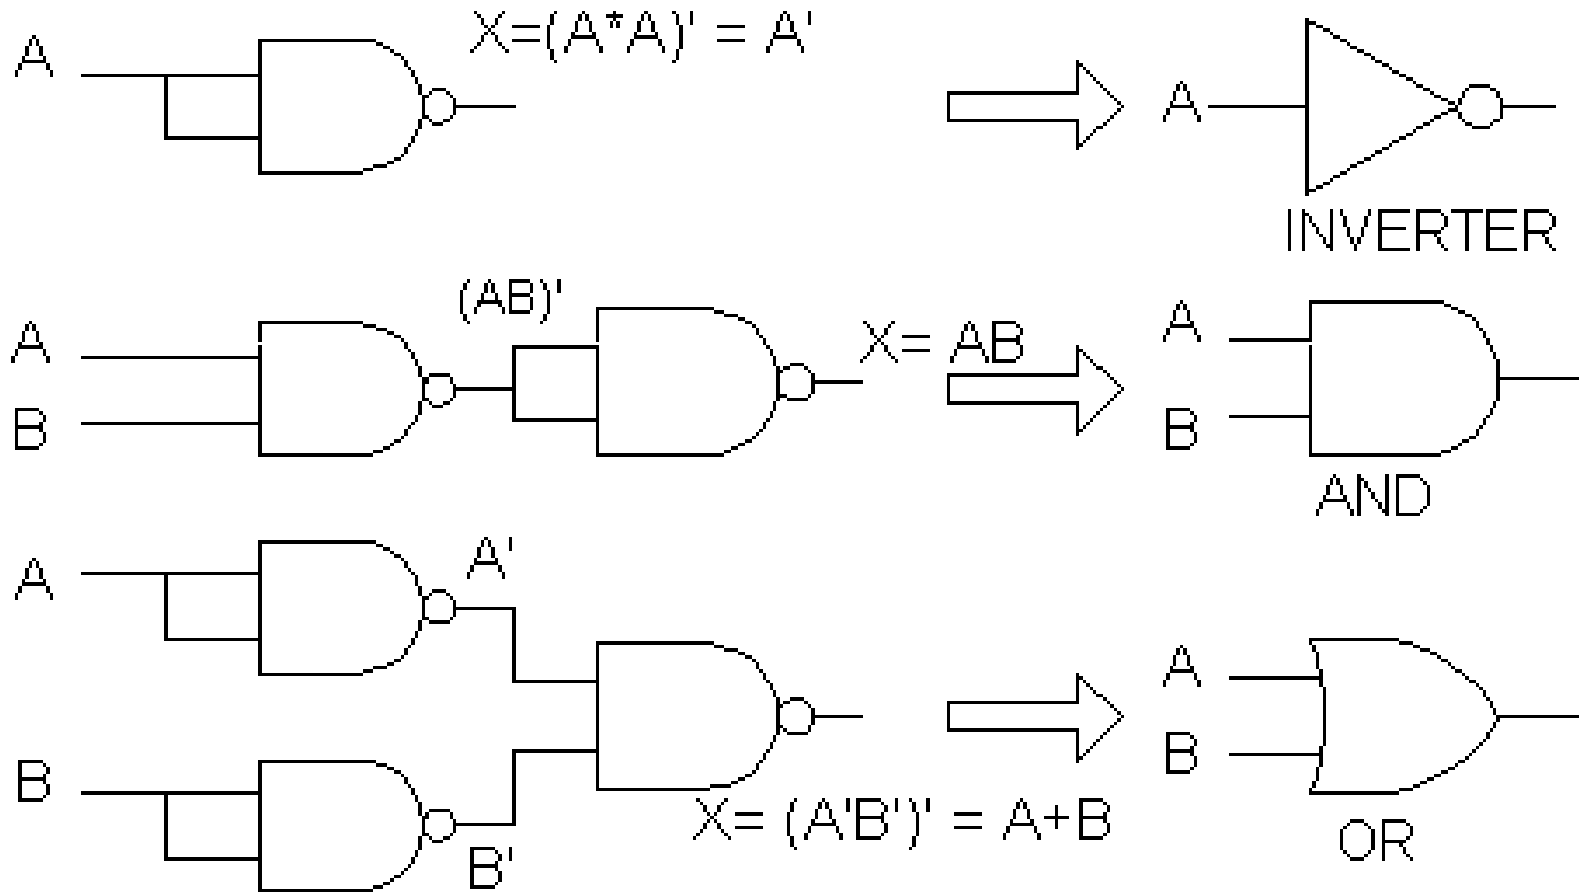 A
X=(A*A)' = A'
A
INVERTER
A
B
(AB)'
X= AB
A
B
AND
A
A'
B
B'
X= (A'B')' = A+B
A
B
OR